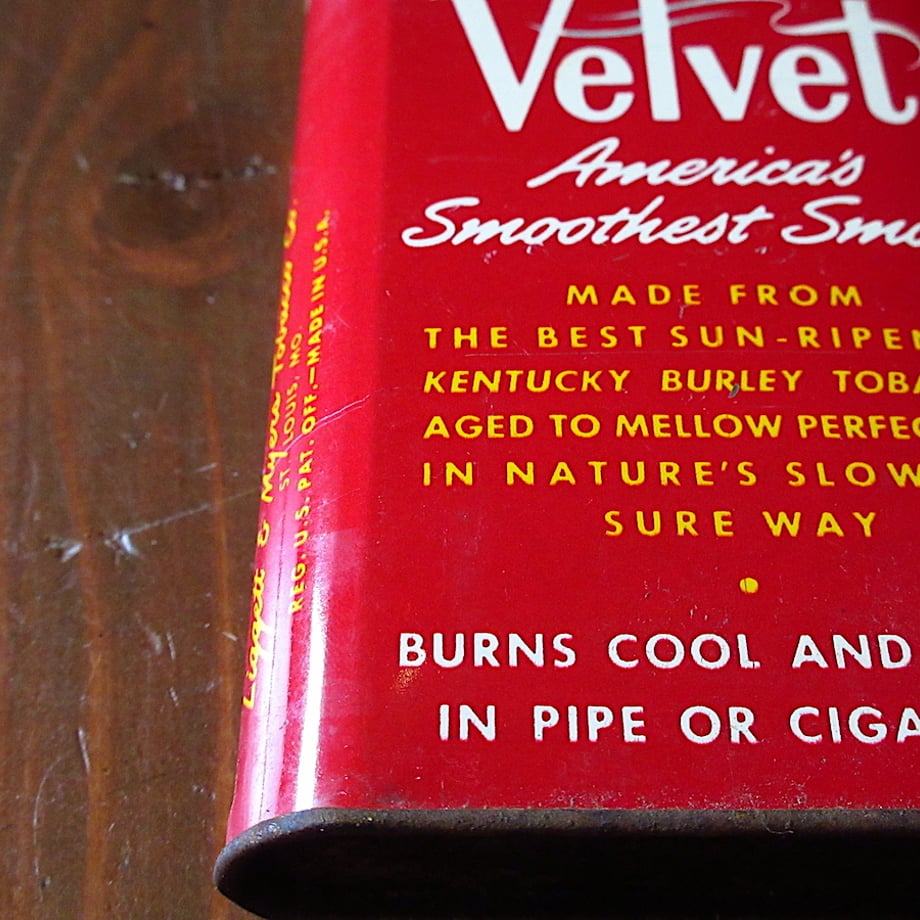 Velvet
America's
Smoothest Smo
MADE FROM
THE BEST SUN-RIPEN
KENTUCKY BURLEY TOBA
AGED TO MELLOW PERFEC
IN NATURE'S SLOW
SURE WAY
BURNS COOL AND
IN PIPE OR CIGA
Liggett & Myers Tobacco Co.
ST. LOUIS, MO.
REG. U.S. PAT. OFF.—MADE IN U.S.A.